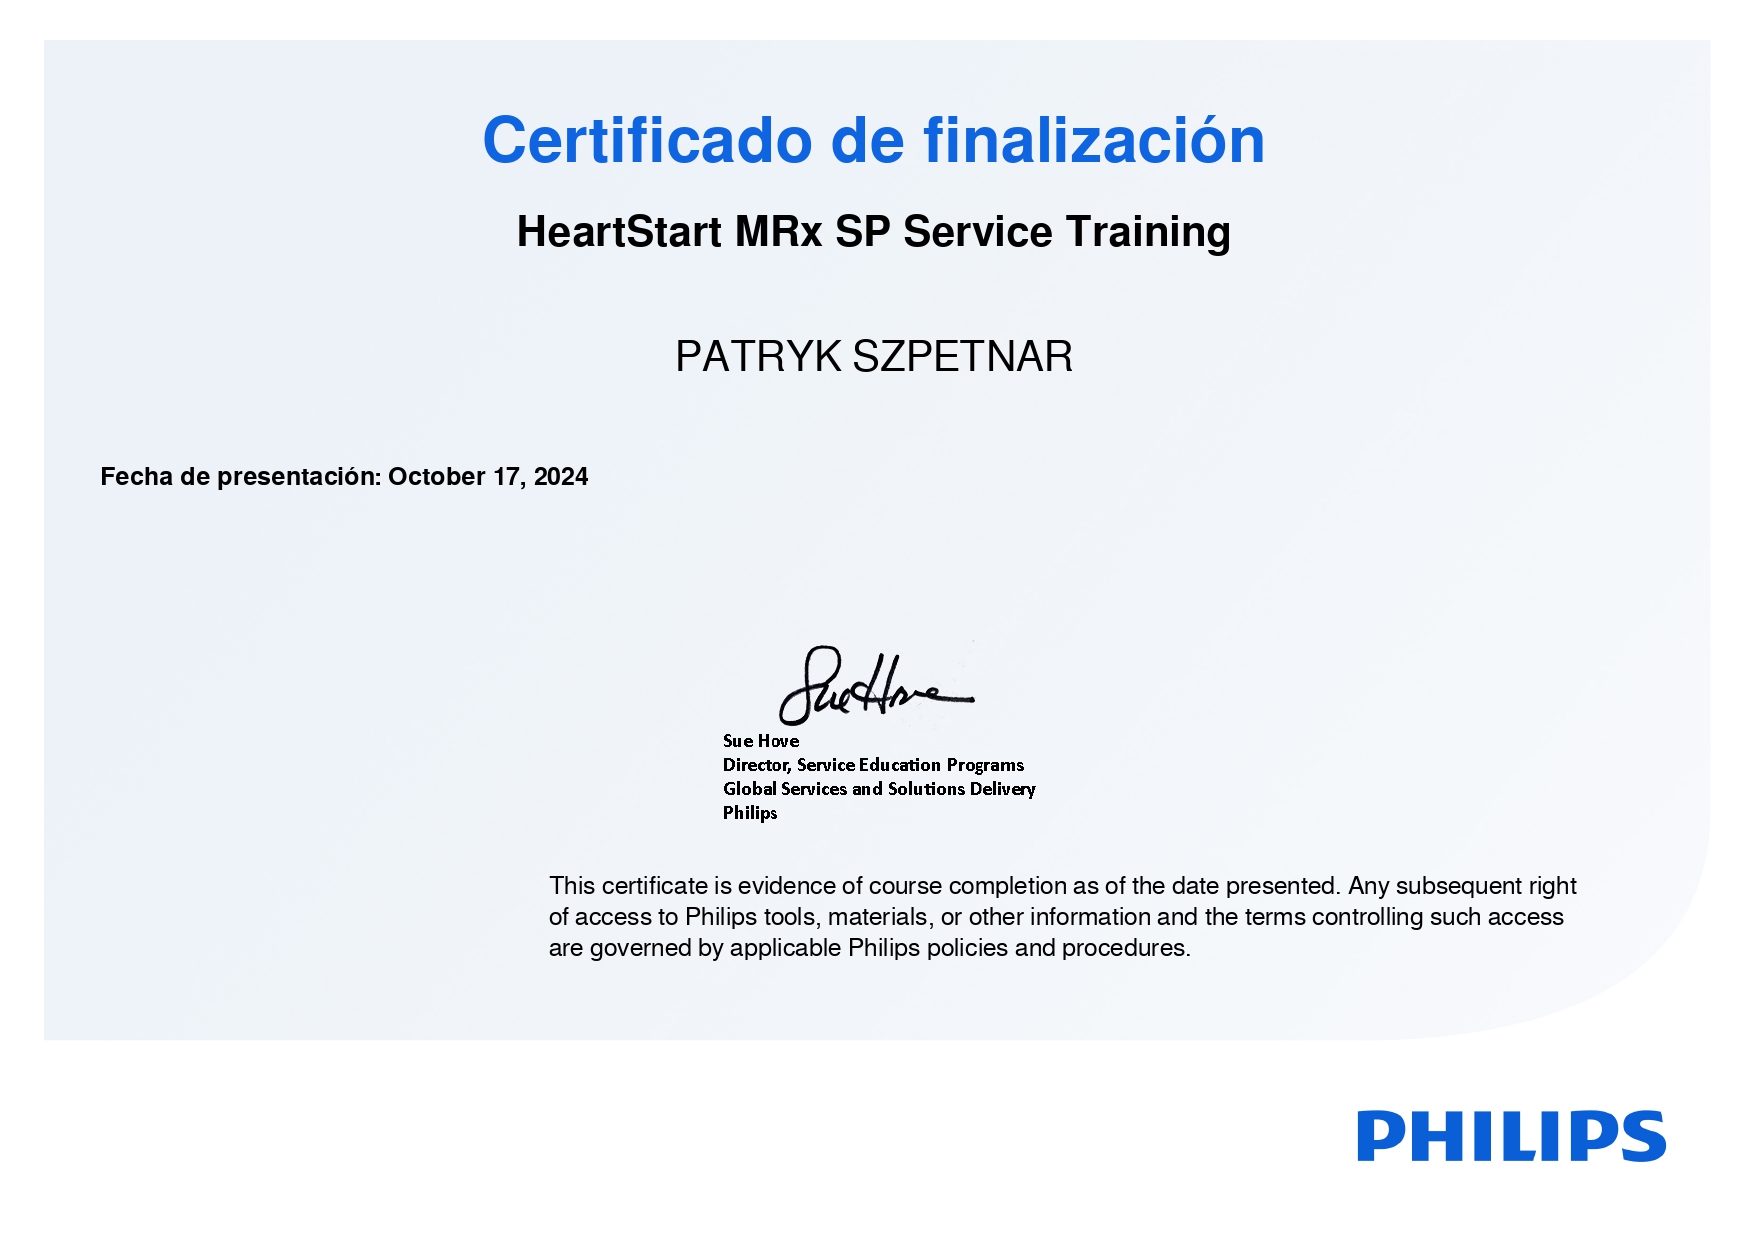 Certificado de finalización
HeartStart MRx SP Service Training
PATRYK SZPETNAR
Fecha de presentación: October 17, 2024
Sue Hove
Sue Hove
Director, Service Education Programs
Global Services and Solutions Delivery
Philips
This certificate is evidence of course completion as of the date presented. Any subsequent right
of access to Philips tools, materials, or other information and the terms controlling such access
are governed by applicable Philips policies and procedures.
PHILIPS